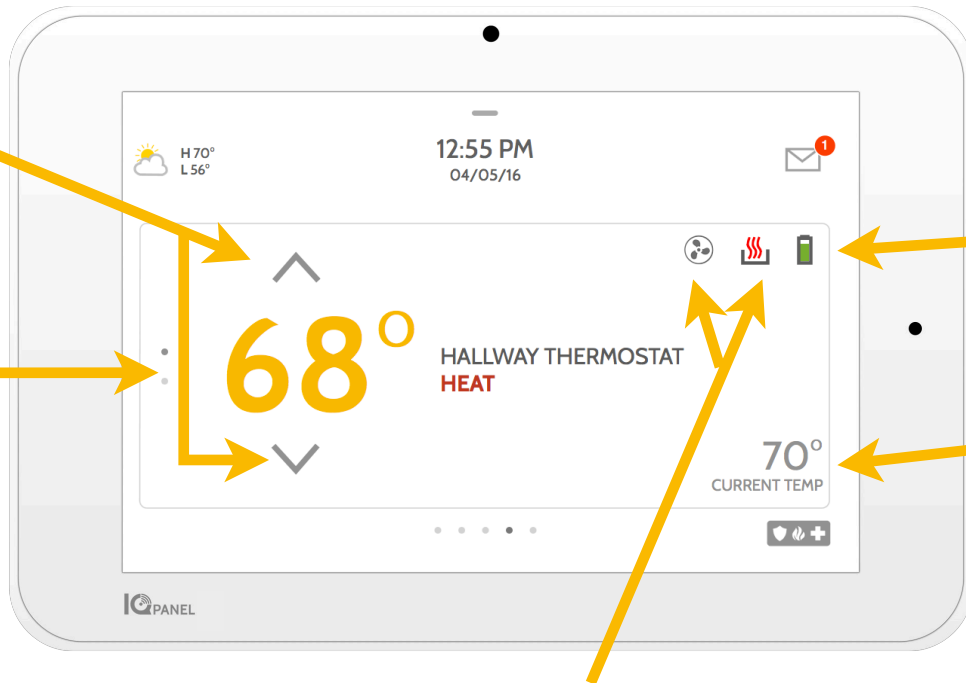 H 70°
L 56°
12:55 PM
04/05/16
1
68°
HALLWAY THERMOSTAT
HEAT
70°
CURRENT TEMP
IQ PANEL